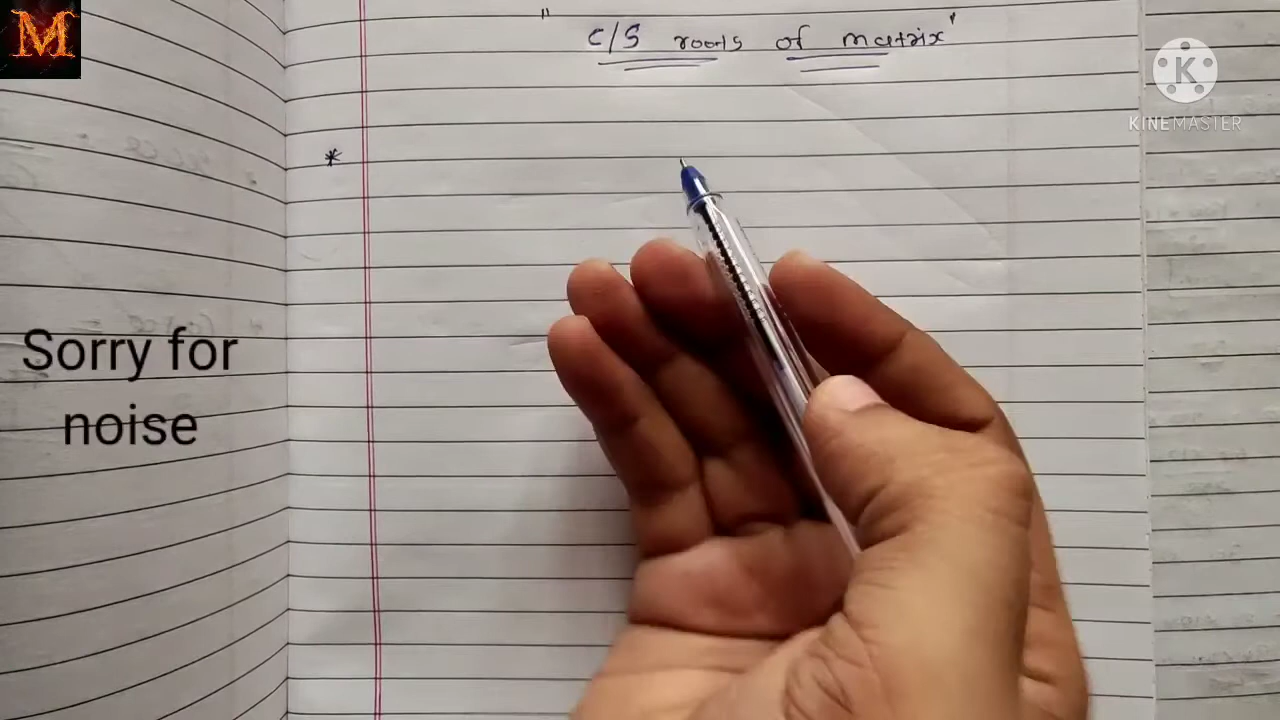 M
" C/S roots of matrix "
KINEMASTER
*
Sorry for
noise